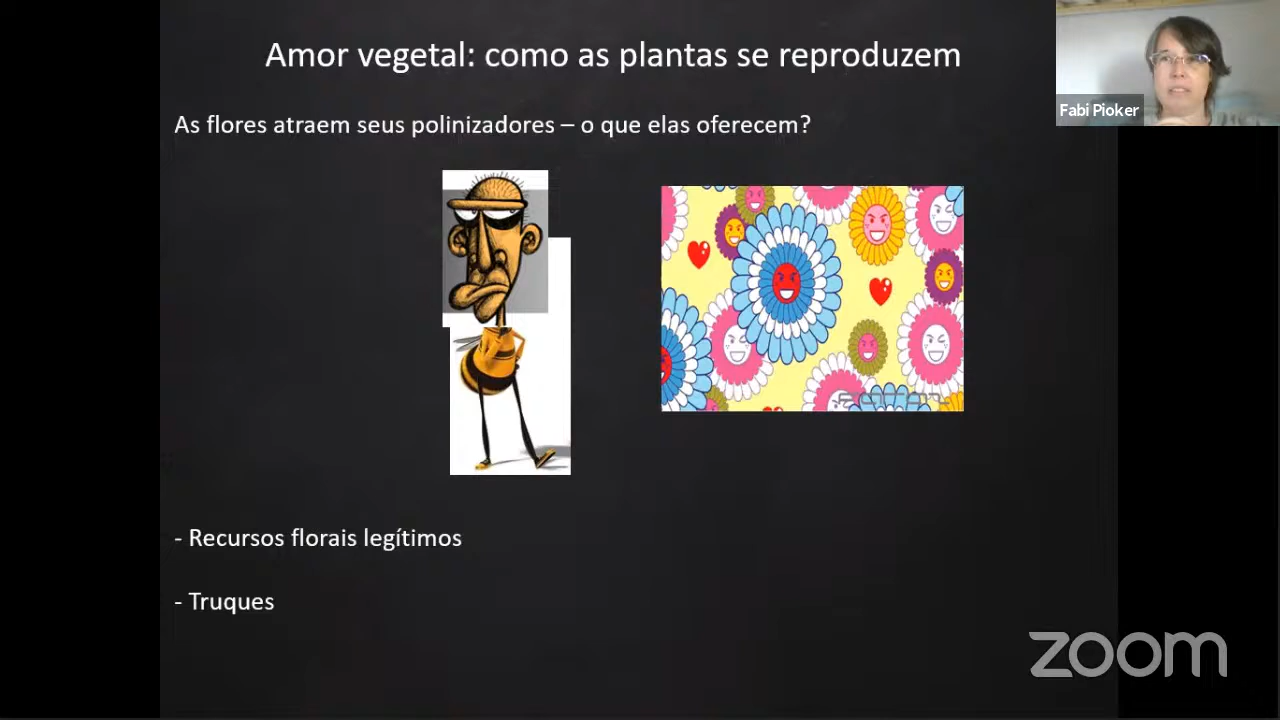 Amor vegetal: como as plantas se reproduzem
Fabi Pioker
As flores atraem seus polinizadores – o que elas oferecem?
- Recursos florais legítimos
- Truques
zoom